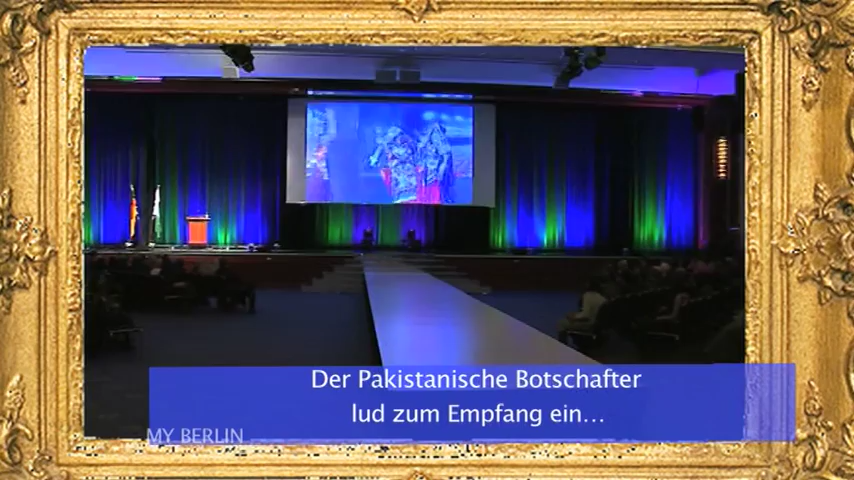 Der Pakistanische Botschafter
lud zum Empfang ein...
MY BERLIN